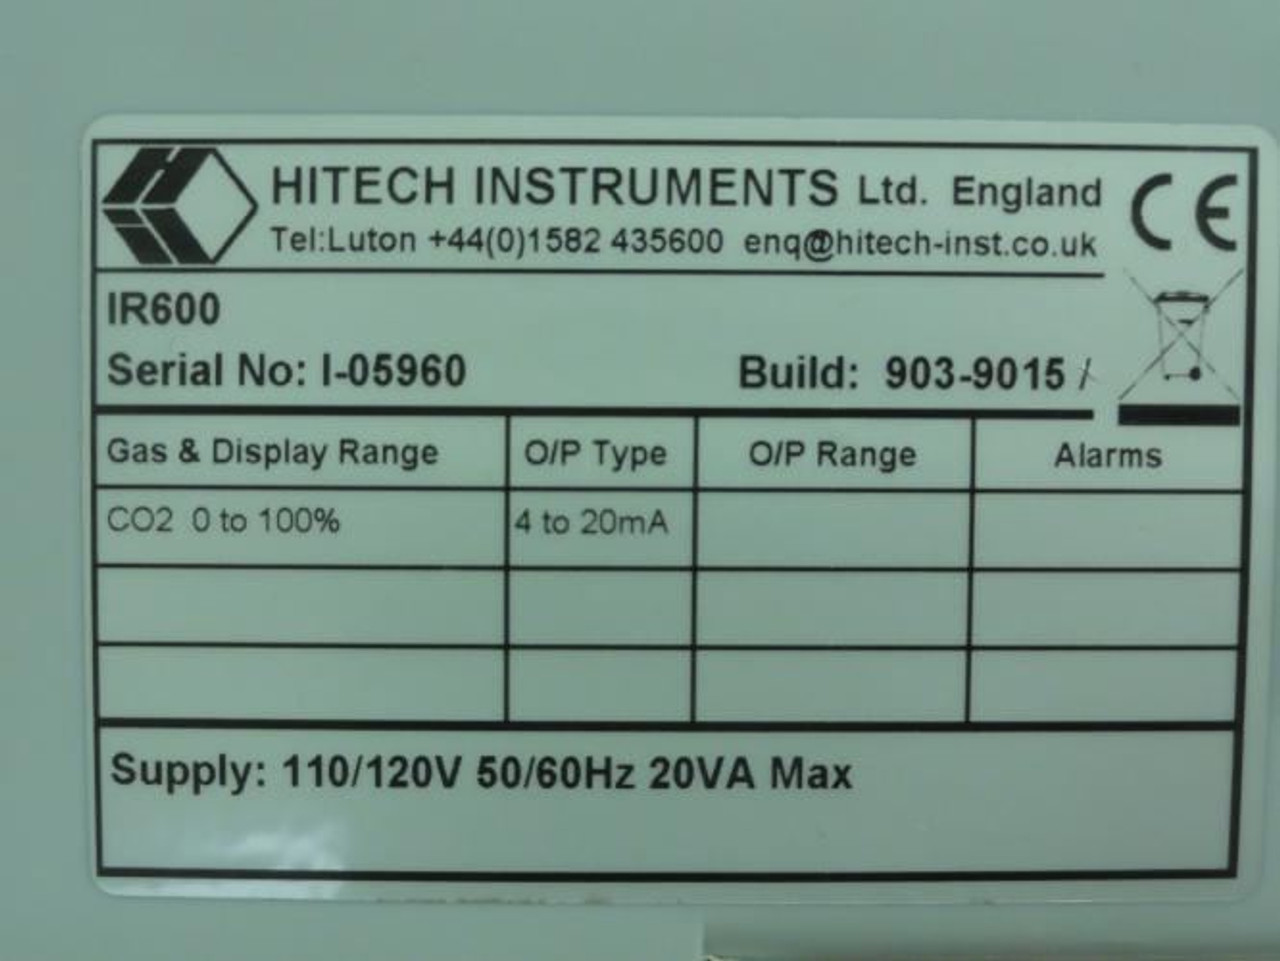 HITECH INSTRUMENTS Ltd. England
Tel:Luton +44(0)1582 435600 enq@hitech-inst.co.uk
CE
IR600
Serial No: I-05960 Build: 903-9015 /
Gas & Display Range O/P Type O/P Range Alarms
CO2 0 to 100% 4 to 20mA
Supply: 110/120V 50/60Hz 20VA Max